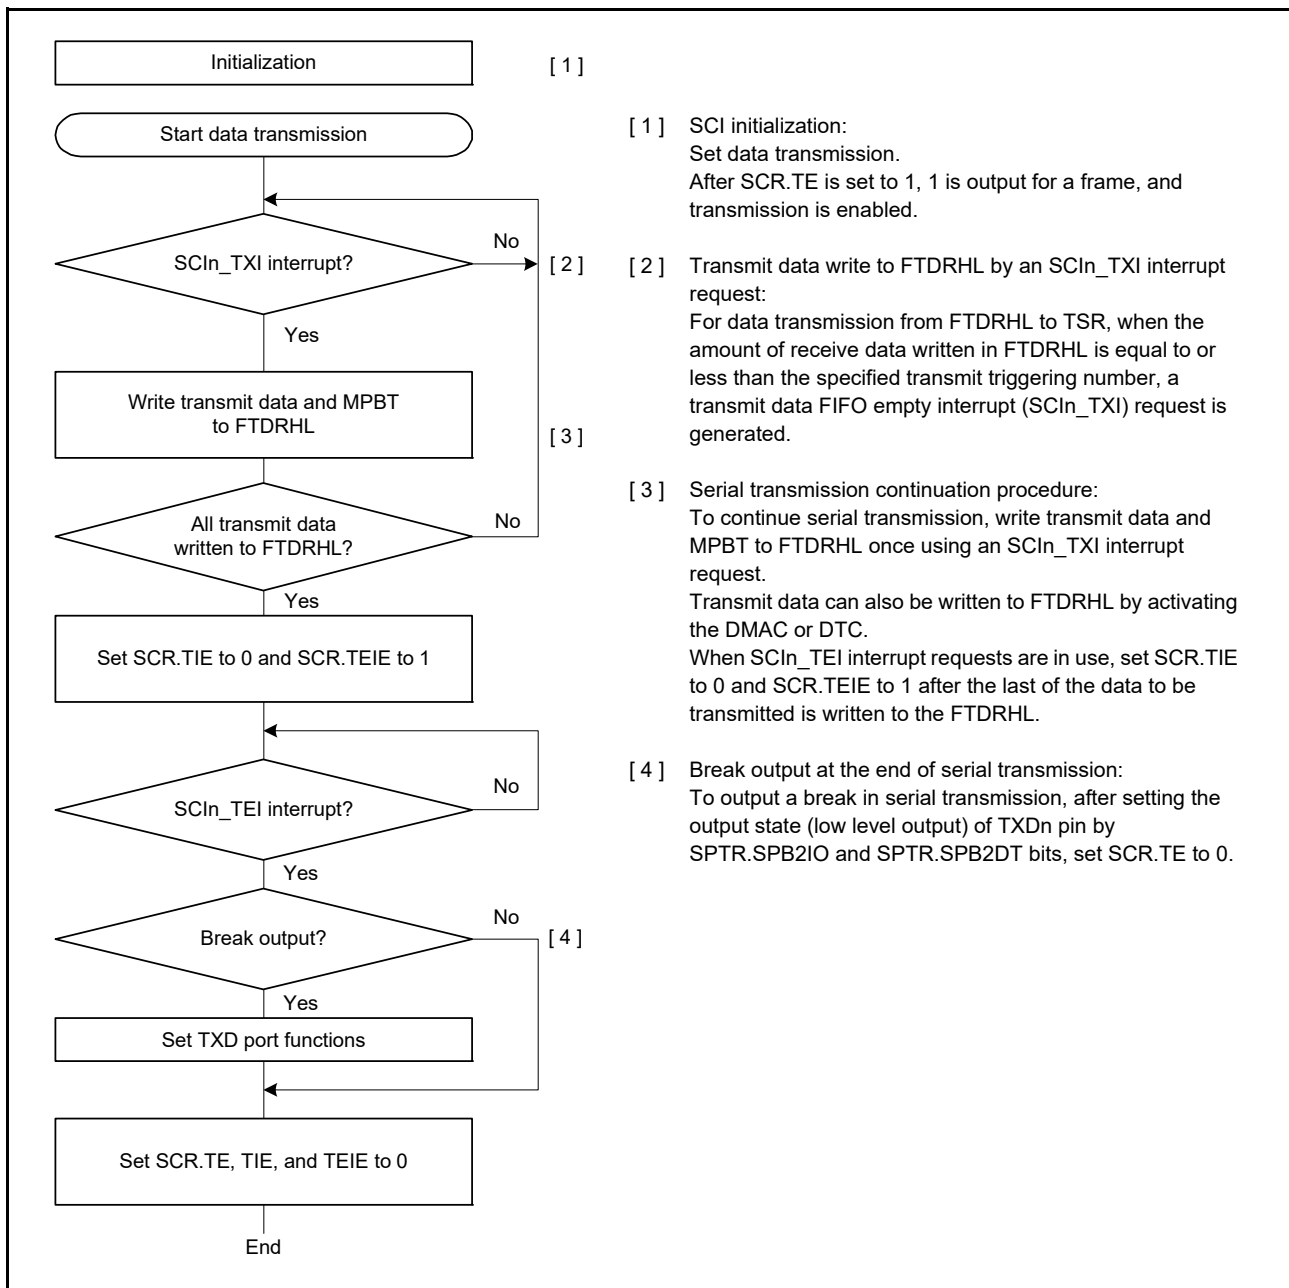 Initialization
[ 1 ]
Start data transmission
SCIn_TXI interrupt?
No
[ 2 ]
Yes
Write transmit data and MPBT
to FTDRHL
[ 3 ]
All transmit data
written to FTDRHL?
No
Yes
Set SCR.TIE to 0 and SCR.TEIE to 1
SCIn_TEI interrupt?
No
Yes
Break output?
No
[ 4 ]
Yes
Set TXD port functions
Set SCR.TE, TIE, and TEIE to 0
End
[ 1 ] SCI initialization:
Set data transmission.
After SCR.TE is set to 1, 1 is output for a frame, and
transmission is enabled.
[ 2 ] Transmit data write to FTDRHL by an SCIn_TXI interrupt
request:
For data transmission from FTDRHL to TSR, when the
amount of receive data written in FTDRHL is equal to or
less than the specified transmit triggering number, a
transmit data FIFO empty interrupt (SCIn_TXI) request is
generated.
[ 3 ] Serial transmission continuation procedure:
To continue serial transmission, write transmit data and
MPBT to FTDRHL once using an SCIn_TXI interrupt
request.
Transmit data can also be written to FTDRHL by activating
the DMAC or DTC.
When SCIn_TEI interrupt requests are in use, set SCR.TIE
to 0 and SCR.TEIE to 1 after the last of the data to be
transmitted is written to the FTDRHL.
[ 4 ] Break output at the end of serial transmission:
To output a break in serial transmission, after setting the
output state (low level output) of TXDn pin by
SPTR.SPB2IO and SPTR.SPB2DT bits, set SCR.TE to 0.